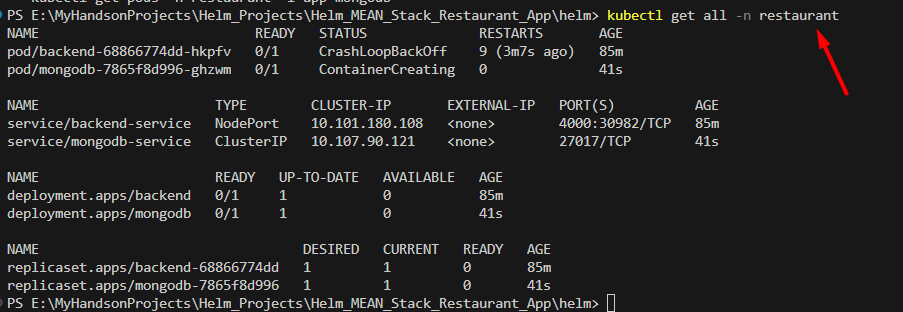 kubectl get pods -n restaurant -l app=mongodb
PS E:\MyHandsonProjects\Helm_Projects\Helm_MEAN_Stack_Restaurant_App\helm> kubectl get all -n restaurant
NAME READY STATUS RESTARTS AGE
pod/backend-68866774dd-hkpfv 0/1 CrashLoopBackOff 9 (3m7s ago) 85m
pod/mongodb-7865f8d996-ghzwm 0/1 ContainerCreating 0 41s
NAME TYPE CLUSTER-IP EXTERNAL-IP PORT(S) AGE
service/backend-service NodePort 10.101.180.108 <none> 4000:30982/TCP 85m
service/mongodb-service ClusterIP 10.107.90.121 <none> 27017/TCP 41s
NAME READY UP-TO-DATE AVAILABLE AGE
deployment.apps/backend 0/1 1 0 85m
deployment.apps/mongodb 0/1 1 0 41s
NAME DESIRED CURRENT READY AGE
replicaset.apps/backend-68866774dd 1 1 0 85m
replicaset.apps/mongodb-7865f8d996 1 1 0 41s
PS E:\MyHandsonProjects\Helm_Projects\Helm_MEAN_Stack_Restaurant_App\helm>